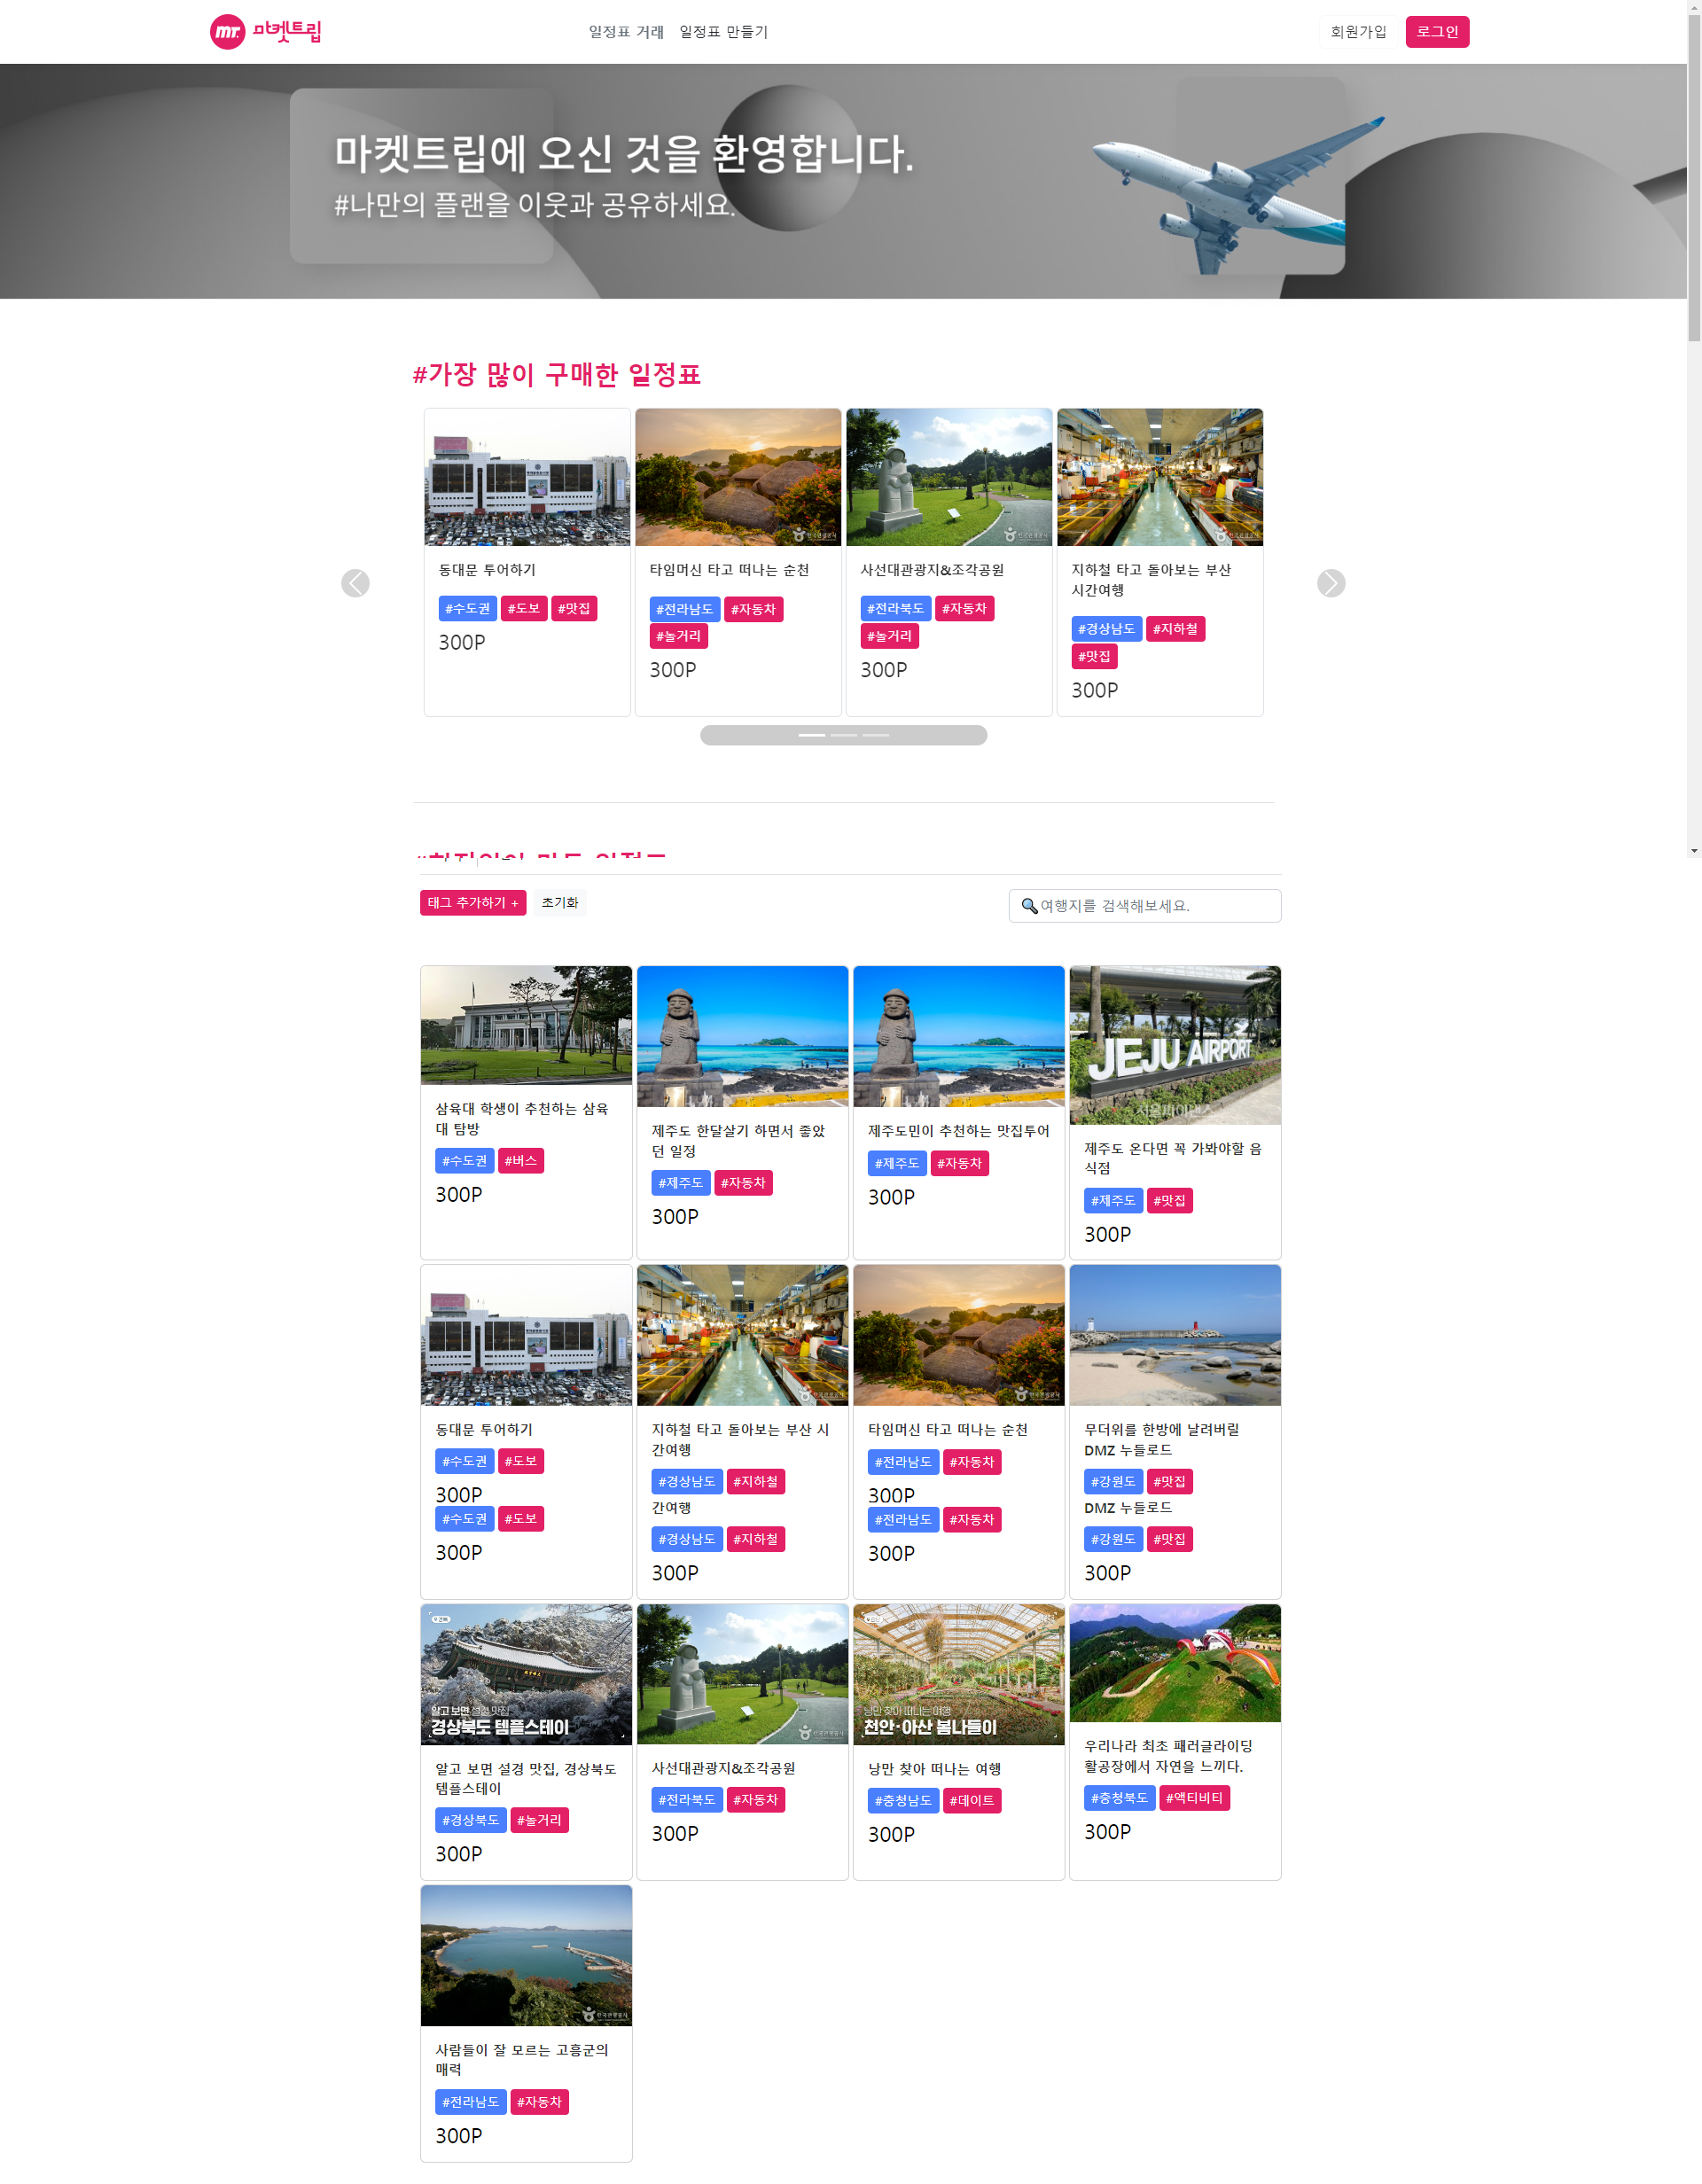 mr. 마켓트립
일정표 거래 일정표 만들기
회원가입 로그인
마켓트립에 오신 것을 환영합니다.
#나만의 플랜을 이웃과 공유하세요.
#가장 많이 구매한 일정표
동대문 투어하기
#수도권 #도보 #맛집
300P
타임머신 타고 떠나는 순천
#전라남도 #자동차
#놀거리
300P
사선대관광지&조각공원
#전라북도 #자동차
#놀거리
300P
지하철 타고 돌아보는 부산
시간여행
#경상남도 #지하철
#맛집
300P
태그 추가하기 + 초기화
여행지를 검색해보세요.
삼육대 학생이 추천하는 삼육
대 탐방
#수도권 #버스
300P
제주도 한달살기 하면서 좋았
던 일정
#제주도 #자동차
300P
제주도민이 추천하는 맛집투어
#제주도 #자동차
300P
JEJU AIRPORT
제주도 온다면 꼭 가봐야할 음
식점
#제주도 #맛집
300P
동대문 투어하기
#수도권 #도보
300P
#수도권 #도보
300P
지하철 타고 돌아보는 부산 시
간여행
#경상남도 #지하철
간여행
#경상남도 #지하철
300P
타임머신 타고 떠나는 순천
#전라남도 #자동차
300P
#전라남도 #자동차
300P
무더위를 한방에 날려버릴
DMZ 누들로드
#강원도 #맛집
DMZ 누들로드
#강원도 #맛집
300P
알고 보면 설경 맛집
경상북도 템플스테이
알고 보면 설경 맛집, 경상북도
템플스테이
#경상북도 #놀거리
300P
사선대관광지&조각공원
#전라북도 #자동차
300P
낭만 찾아 떠나는 여행
천안·아산 봄나들이
낭만 찾아 떠나는 여행
#충청남도 #데이트
300P
우리나라 최초 패러글라이딩
활공장에서 자연을 느끼다.
#충청북도 #액티비티
300P
사람들이 잘 모르는 고흥군의
매력
#전라남도 #자동차
300P